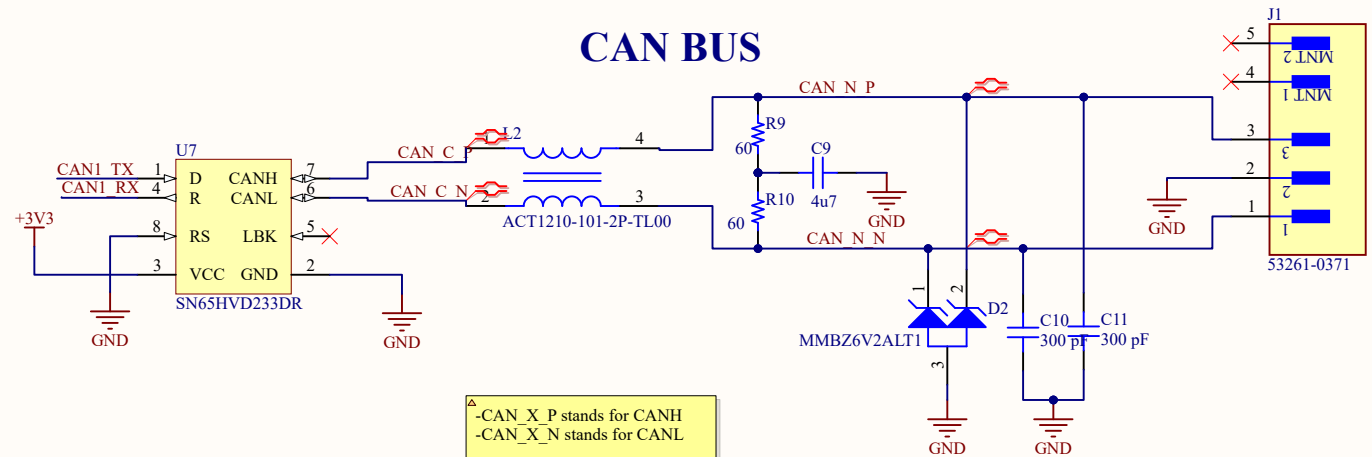 CAN BUS
J1
5
MNT 2
4
MNT 1
CAN_N_P
3
3
R9
60
C9
4u7
GND
2
2
GND
R10
60
1
1
CAN_N_N
53261-0371
U7
CAN1_TX
1
D
CANH
7
CAN1_RX
4
R
CANL
6
+3V3
8
RS
LBK
5
3
VCC
GND
2
SN65HVD233DR
GND
GND
CAN_C_P
L2
4
CAN_C_N
2
3
ACT1210-101-2P-TL00
1
2
D2
MMBZ6V2ALT1
3
GND
C10
300 pF
C11
300 pF
GND
-CAN_X_P stands for CANH
-CAN_X_N stands for CANL